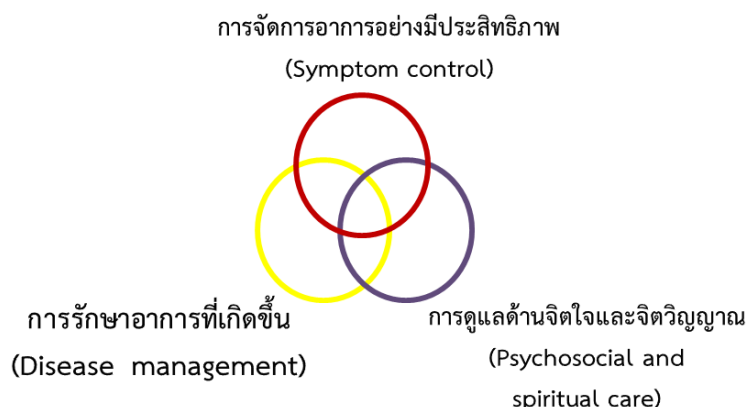 การจัดการอาการอย่างมีประสิทธิภาพ
(Symptom control)
การรักษาอาการที่เกิดขึ้น
(Disease management)
การดูแลด้านจิตใจและจิตวิญญาณ
(Psychosocial and
spiritual care)